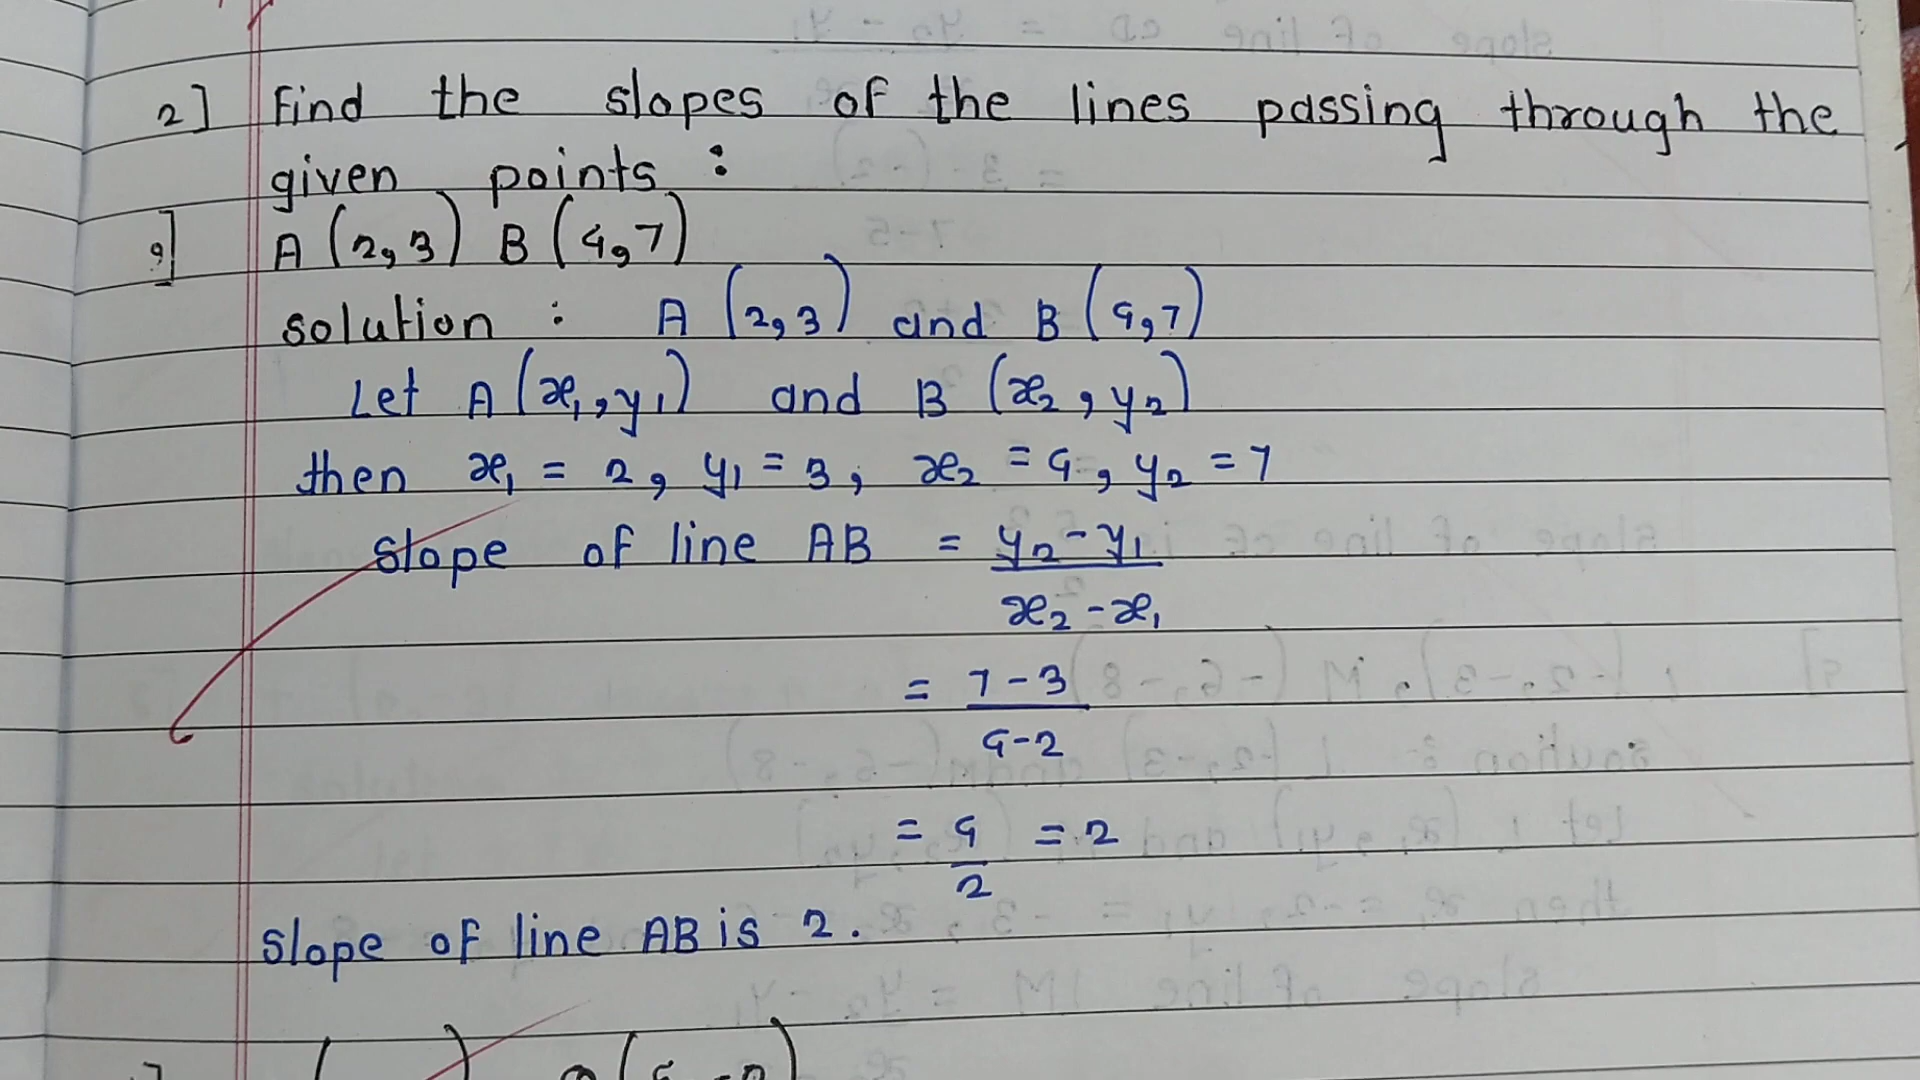 2] Find the slopes of the lines passing through the
given points :
9] A (2,3) B (4,7)
solution : A (2,3) and B (4,7)
Let A (x₁,y₁) and B (x₂,y₂)
then x₁ = 2, y₁ = 3, x₂ = 4, y₂ = 7
Slope of line AB = y₂-y₁
x₂-x₁
= 7-3
4-2
= 4 = 2
2
Slope of line AB is 2.